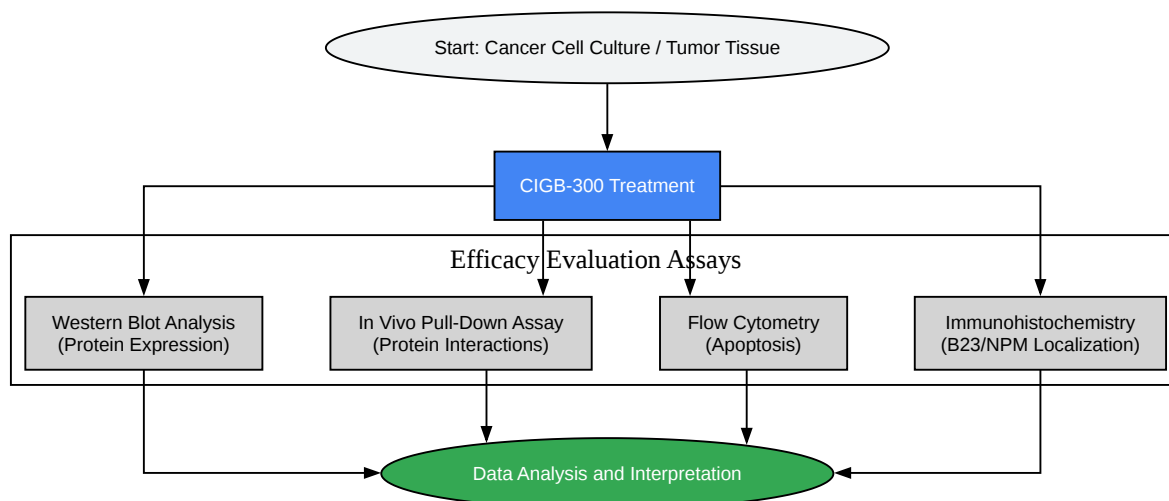 Start: Cancer Cell Culture / Tumor Tissue
CIGB-300 Treatment
Efficacy Evaluation Assays
Western Blot Analysis
(Protein Expression)
In Vivo Pull-Down Assay
(Protein Interactions)
Flow Cytometry
(Apoptosis)
Immunohistochemistry
(B23/NPM Localization)
Data Analysis and Interpretation